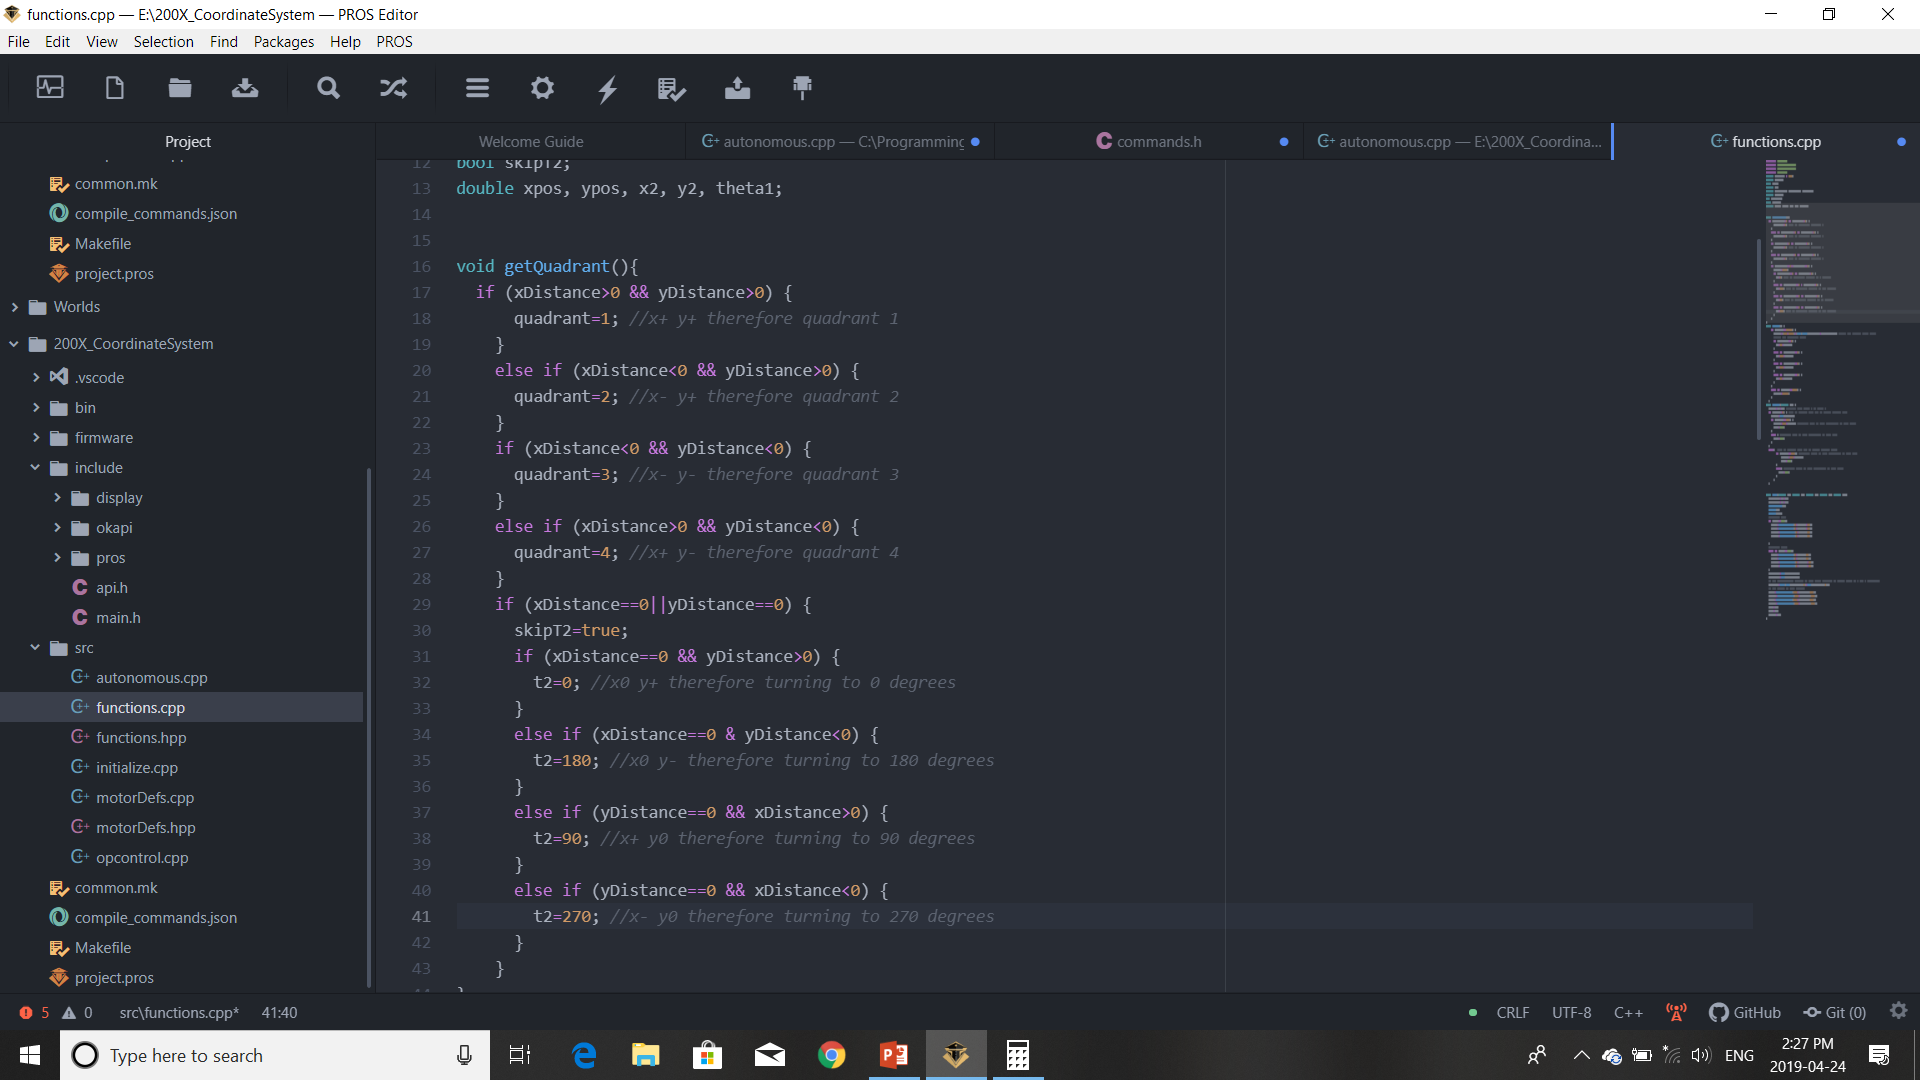 functions.cpp — E:\200X_CoordinateSystem — PROS Editor
File Edit View Selection Find Packages Help PROS
Project
common.mk
compile_commands.json
Makefile
project.pros
Worlds
200X_CoordinateSystem
.vscode
bin
firmware
include
display
okapi
pros
api.h
main.h
src
autonomous.cpp
functions.cpp
functions.hpp
initialize.cpp
motorDefs.cpp
motorDefs.hpp
opcontrol.cpp
common.mk
compile_commands.json
Makefile
project.pros
Welcome Guide autonomous.cpp — C:\Programming commands.h autonomous.cpp — E:\200X_Coordina... functions.cpp
12 bool skipT2;
13 double xpos, ypos, x2, y2, theta1;
14
15
16 void getQuadrant(){
17 if (xDistance>0 && yDistance>0) {
18 quadrant=1; //x+ y+ therefore quadrant 1
19 }
20 else if (xDistance<0 && yDistance>0) {
21 quadrant=2; //x- y+ therefore quadrant 2
22 }
23 if (xDistance<0 && yDistance<0) {
24 quadrant=3; //x- y- therefore quadrant 3
25 }
26 else if (xDistance>0 && yDistance<0) {
27 quadrant=4; //x+ y- therefore quadrant 4
28 }
29 if (xDistance==0||yDistance==0) {
30 skipT2=true;
31 if (xDistance==0 && yDistance>0) {
32 t2=0; //x0 y+ therefore turning to 0 degrees
33 }
34 else if (xDistance==0 & yDistance<0) {
35 t2=180; //x0 y- therefore turning to 180 degrees
36 }
37 else if (yDistance==0 && xDistance>0) {
38 t2=90; //x+ y0 therefore turning to 90 degrees
39 }
40 else if (yDistance==0 && xDistance<0) {
41 t2=270; //x- y0 therefore turning to 270 degrees
42 }
43 }
5 0 src\functions.cpp* 41:40 CRLF UTF-8 C++ GitHub Git (0)
Type here to search ENG 2:27 PM
2019-04-24